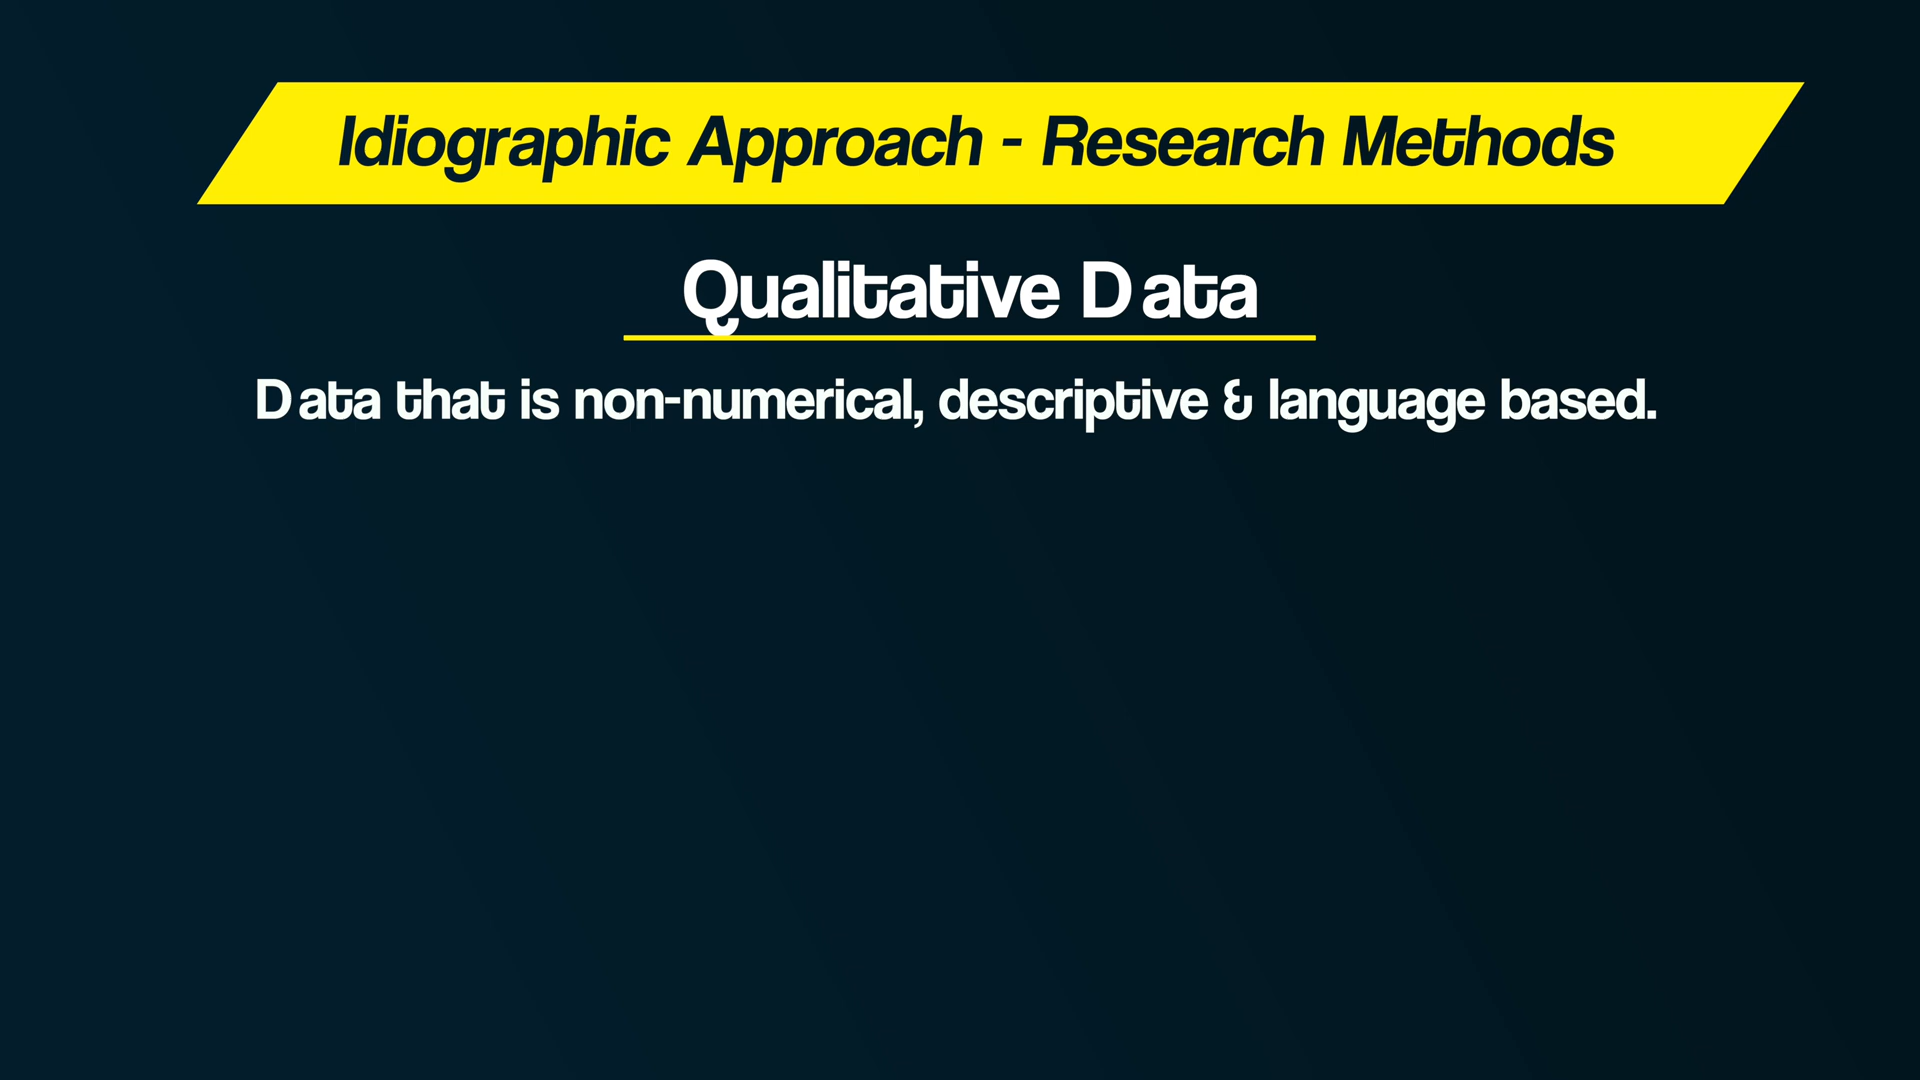 Idiographic Approach - Research Methods
Qualitative Data
Data that is non-numerical, descriptive & language based.